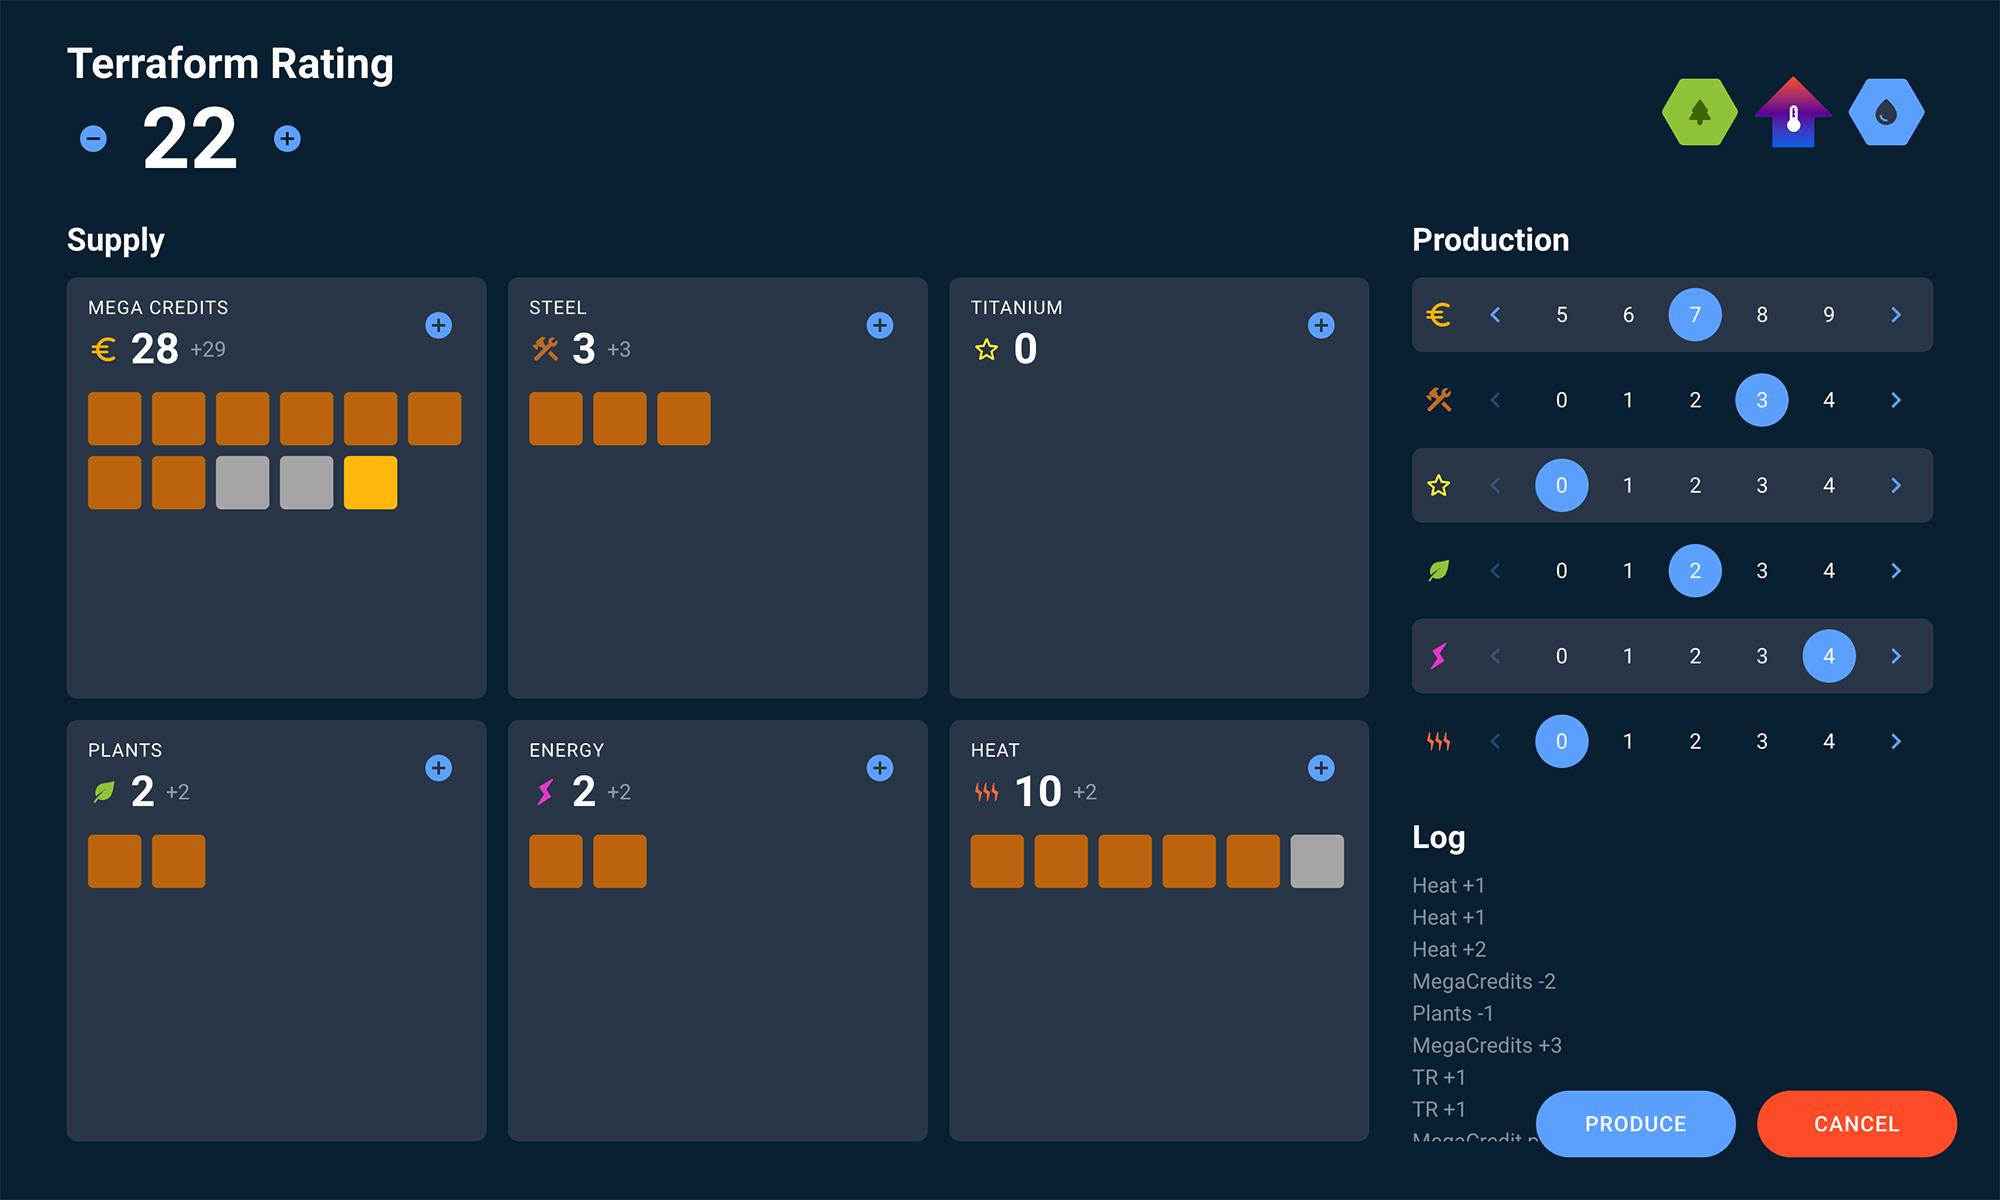 Terraform Rating
22
Supply
MEGA CREDITS
28 +29
STEEL
3 +3
TITANIUM
0
PLANTS
2 +2
ENERGY
2 +2
HEAT
10 +2
Production
5 6 7 8 9
0 1 2 3 4
0 1 2 3 4
0 1 2 3 4
0 1 2 3 4
0 1 2 3 4
Log
Heat +1
Heat +1
Heat +2
MegaCredits -2
Plants -1
MegaCredits +3
TR +1
TR +1
MegaCredit
PRODUCE
CANCEL